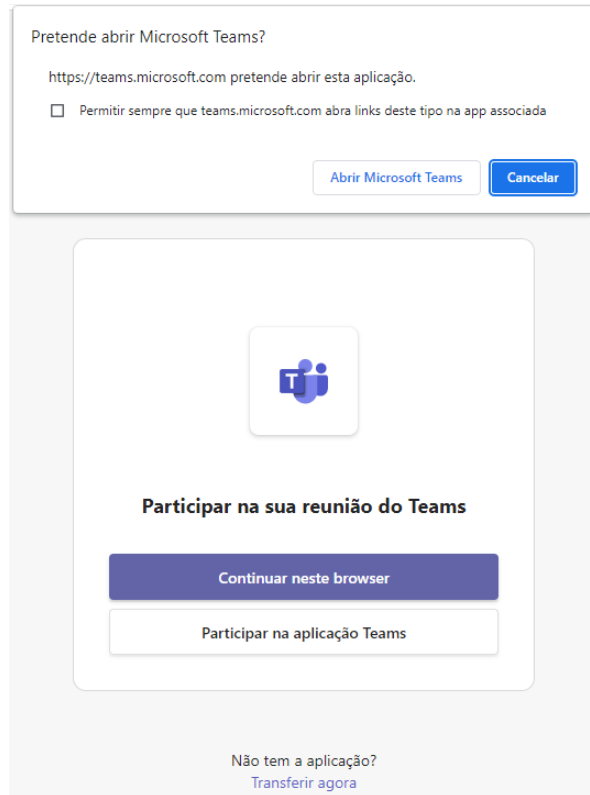 Pretende abrir Microsoft Teams?
https://teams.microsoft.com pretende abrir esta aplicação.
Permitir sempre que teams.microsoft.com abra links deste tipo na app associada
Abrir Microsoft Teams
Cancelar
T
Participar na sua reunião do Teams
Continuar neste browser
Participar na aplicação Teams
Não tem a aplicação?
Transferir agora